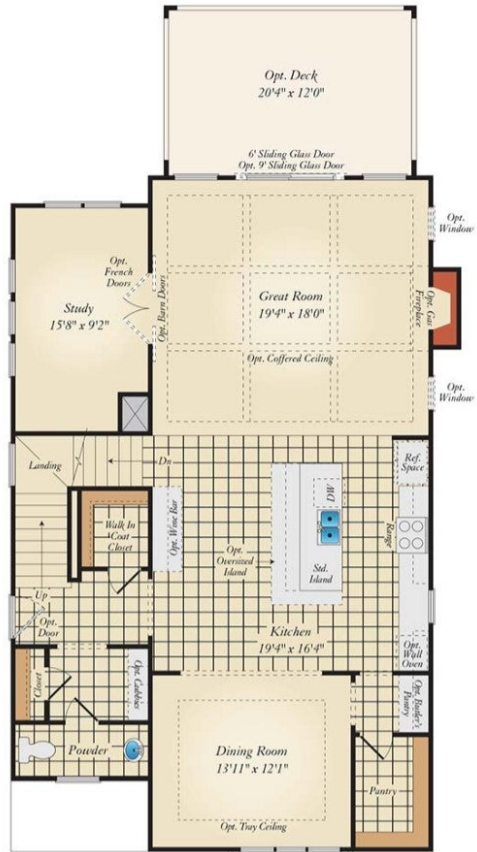 Opt. Deck
20'4" x 12'0"
6' Sliding Glass Door
Opt. 9' Sliding Glass Door
Opt.
Window
Opt.
French
Doors
Opt. Barn Doors
Study
15'8" x 9'2"
Great Room
19'4" x 18'0"
Opt. Gas
Fireplace
Opt. Coffered Ceiling
Opt.
Window
Landing
Dn
Ref.
Space
DW
Walk In
Coat
Closet
Opt. Wine Bar
Range
Opt.
Oversized
Island
Std.
Island
Up
Opt.
Door
Kitchen
19'4" x 16'4"
Opt.
Wall
Oven
Closet
Opt. Cubbies
Opt. Butler's
Pantry
Powder
Dining Room
13'11" x 12'1"
Pantry
Opt. Tray Ceiling